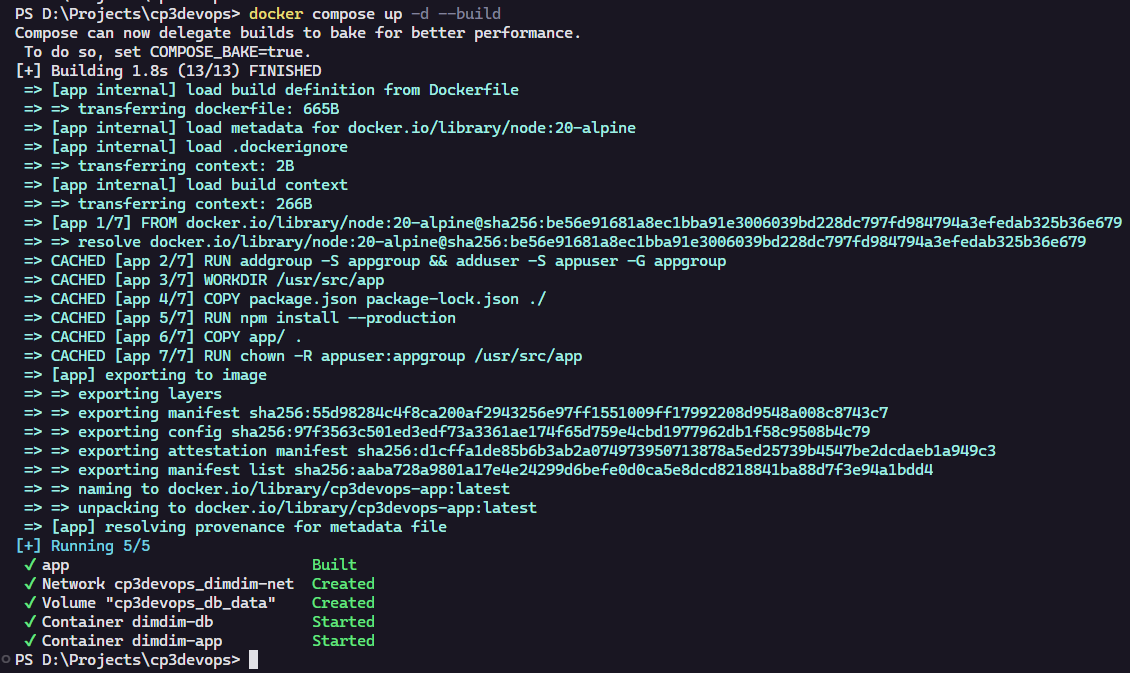 PS D:\Projects\cp3devops> docker compose up -d --build
Compose can now delegate builds to bake for better performance.
 To do so, set COMPOSE_BAKE=true.
[+] Building 1.8s (13/13) FINISHED
 => [app internal] load build definition from Dockerfile
 => => transferring dockerfile: 665B
 => [app internal] load metadata for docker.io/library/node:20-alpine
 => [app internal] load .dockerignore
 => => transferring context: 2B
 => [app internal] load build context
 => => transferring context: 266B
 => [app 1/7] FROM docker.io/library/node:20-alpine@sha256:be56e91681a8ec1bba91e3006039bd228dc797fd984794a3efedab325b36e679
 => => resolve docker.io/library/node:20-alpine@sha256:be56e91681a8ec1bba91e3006039bd228dc797fd984794a3efedab325b36e679
 => CACHED [app 2/7] RUN addgroup -S appgroup && adduser -S appuser -G appgroup
 => CACHED [app 3/7] WORKDIR /usr/src/app
 => CACHED [app 4/7] COPY package.json package-lock.json ./
 => CACHED [app 5/7] RUN npm install --production
 => CACHED [app 6/7] COPY app/ .
 => CACHED [app 7/7] RUN chown -R appuser:appgroup /usr/src/app
 => [app] exporting to image
 => => exporting layers
 => => exporting manifest sha256:55d98284c4f8ca200af2943256e97ff1551009ff17992208d9548a008c8743c7
 => => exporting config sha256:97f3563c501ed3edf73a3361ae174f65d759e4cbd1977962db1f58c9508b4c79
 => => exporting attestation manifest sha256:d1cffa1de85b6b3ab2a074973950713878a5ed25739b4547be2dcdaeb1a949c3
 => => exporting manifest list sha256:aaba728a9801a17e4e24299d6befe0d0ca5e8dcd8218841ba88d7f3e94a1bdd4
 => => naming to docker.io/library/cp3devops-app:latest
 => => unpacking to docker.io/library/cp3devops-app:latest
 => [app] resolving provenance for metadata file
[+] Running 5/5
 ✔ app                           Built
 ✔ Network cp3devops_dimdim-net  Created
 ✔ Volume "cp3devops_db_data"    Created
 ✔ Container dimdim-db           Started
 ✔ Container dimdim-app          Started
PS D:\Projects\cp3devops>